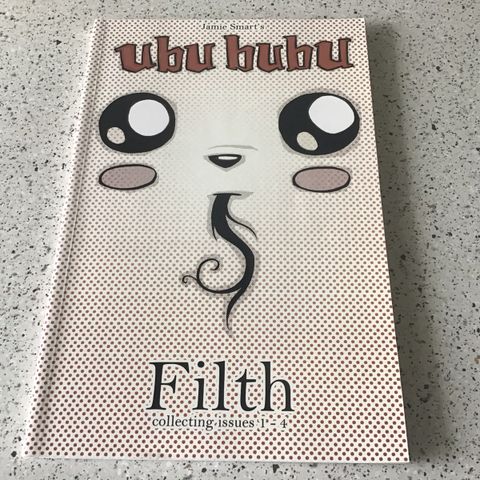 Jamie Smart's
ubu bubu
Filth
collecting issues 1 - 4